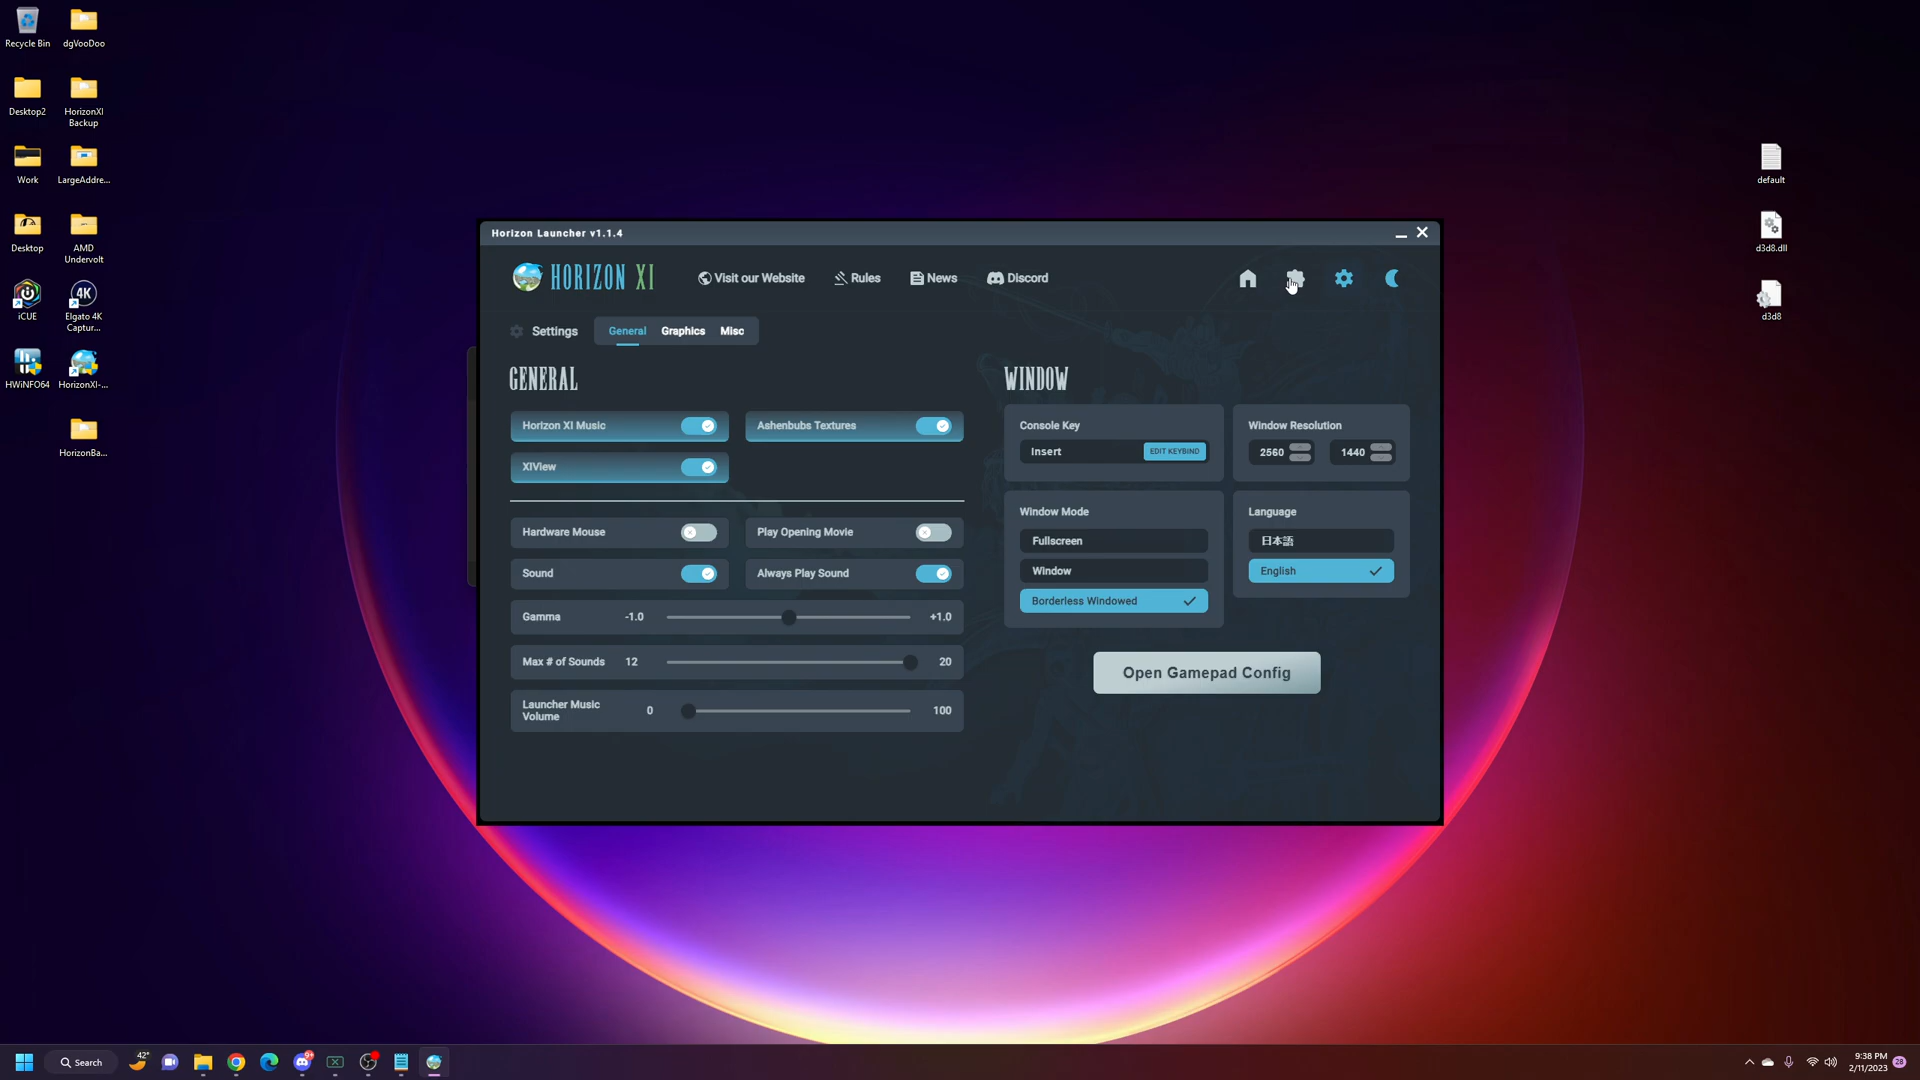 Recycle Bin
dgVooDoo
Desktop2
HorizonXI
Backup
Work
LargeAddre...
Desktop
AMD
Undervolt
iCUE
4K
Elgato 4K
Captur...
HWiNFO64
HorizonXI-...
HorizonBa...
default
d3d8.dll
d3d8
Horizon Launcher v1.1.4
HORIZON XI
Visit our Website
Rules
News
Discord
Settings
General
Graphics
Misc
GENERAL
Horizon XI Music
Ashenbubs Textures
XIView
Hardware Mouse
Play Opening Movie
Sound
Always Play Sound
Gamma
-1.0
+1.0
Max # of Sounds
12
20
Launcher Music
Volume
0
100
WINDOW
Console Key
Insert
EDIT KEYBIND
Window Resolution
2560
1440
Window Mode
Fullscreen
Window
Borderless Windowed
Language
日本語
English
Open Gamepad Config
Search
42°
9:38 PM
2/11/2023
28